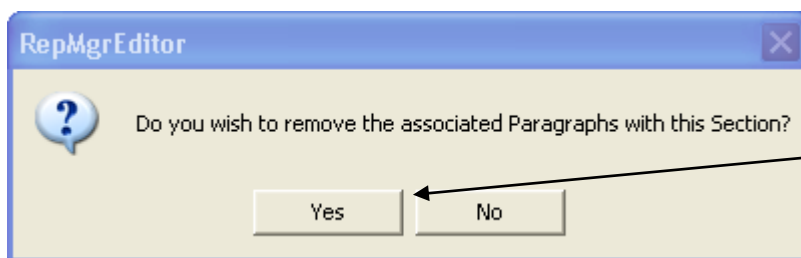 RepMgrEditor
Do you wish to remove the associated Paragraphs with this Section?
Yes No